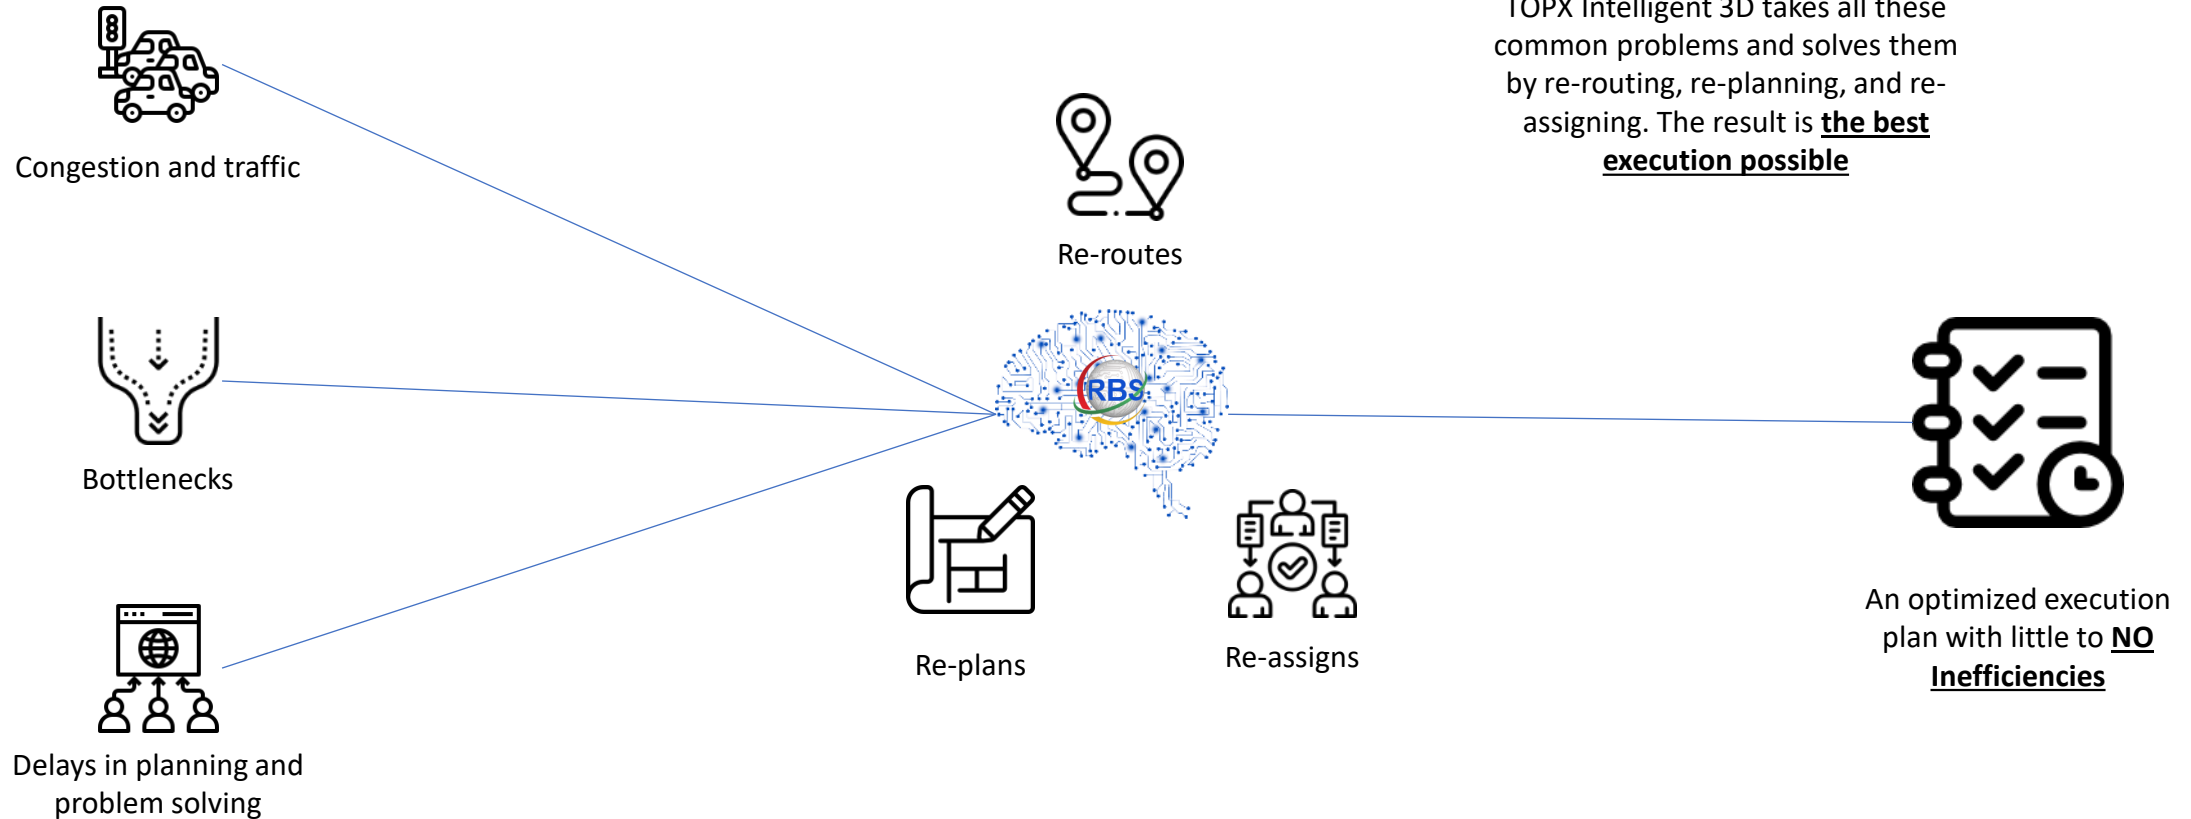 TOPX Intelligent 3D takes all these
common problems and solves them
by re-routing, re-planning, and re-
assigning. The result is the best
execution possible
Congestion and traffic
Re-routes
RBS
Bottlenecks
Re-plans
Re-assigns
An optimized execution
plan with little to NO
Inefficiencies
Delays in planning and
problem solving